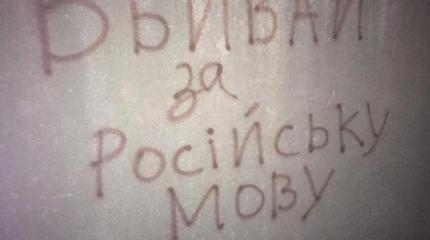 Вбивай
за
Російську
МОВУ